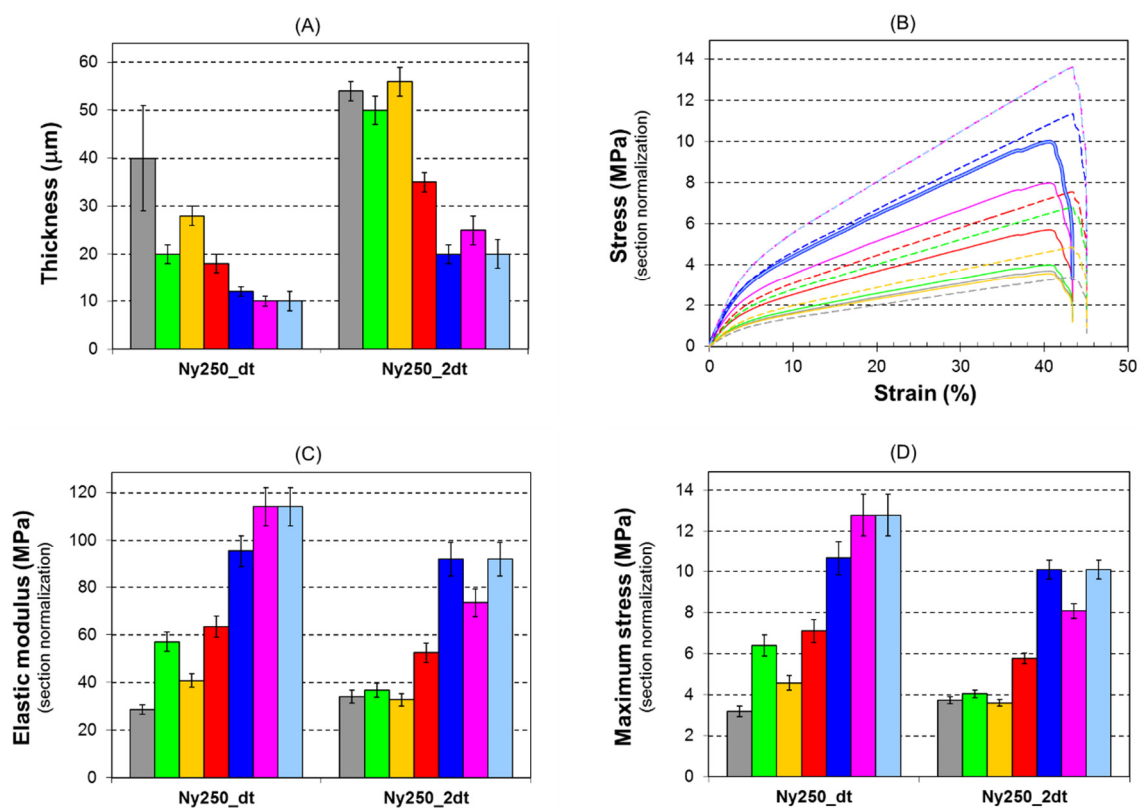 (A)
Thickness (μm)
60
50
40
30
20
10
0
Ny250_dt
Ny250_2dt
(B)
Stress (MPa)
(section normalization)
14
12
10
8
6
4
2
0
0
10
20
30
40
50
Strain (%)
(C)
Elastic modulus (MPa)
(section normalization)
120
100
80
60
40
20
0
Ny250_dt
Ny250_2dt
(D)
Maximum stress (MPa)
(section normalization)
14
12
10
8
6
4
2
0
Ny250_dt
Ny250_2dt